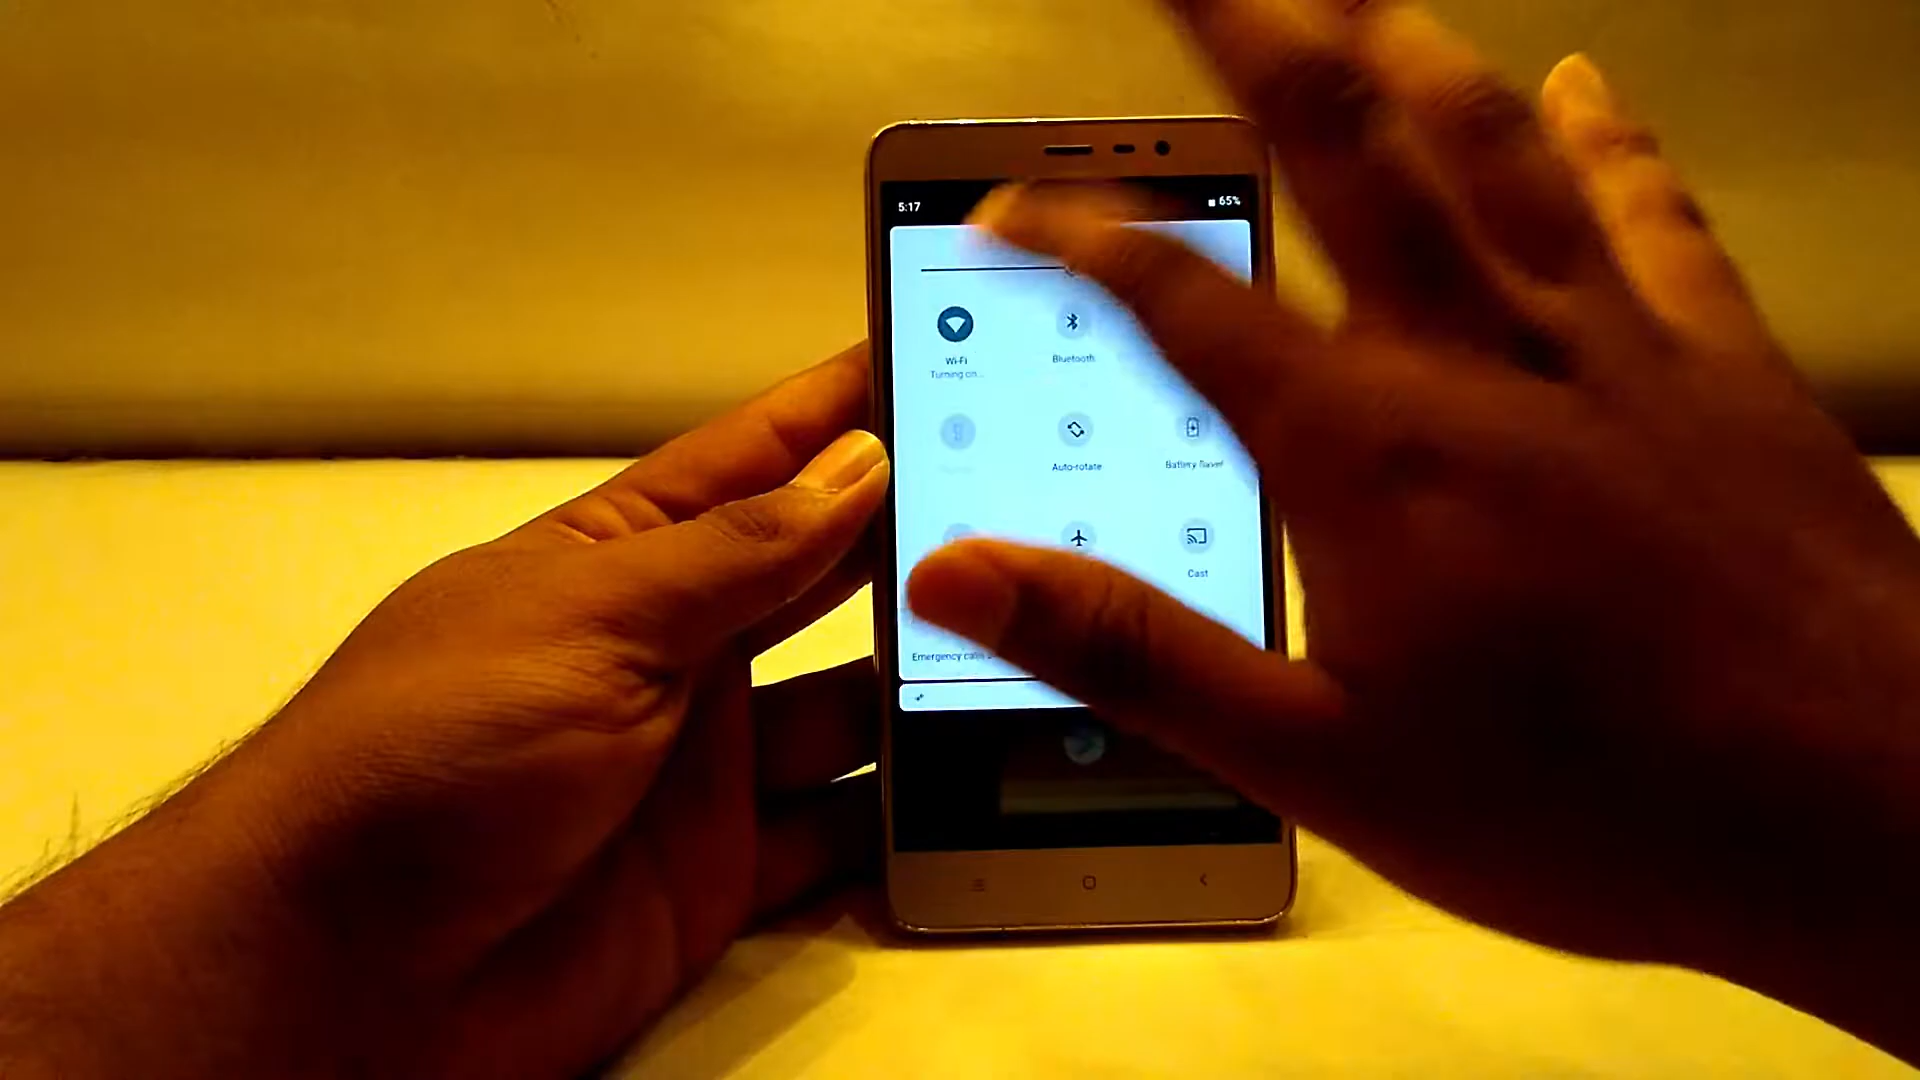 5:17 65%
Wi-Fi Bluetooth
Turning on...
Auto-rotate Battery Saver
Cast
Emergency calls